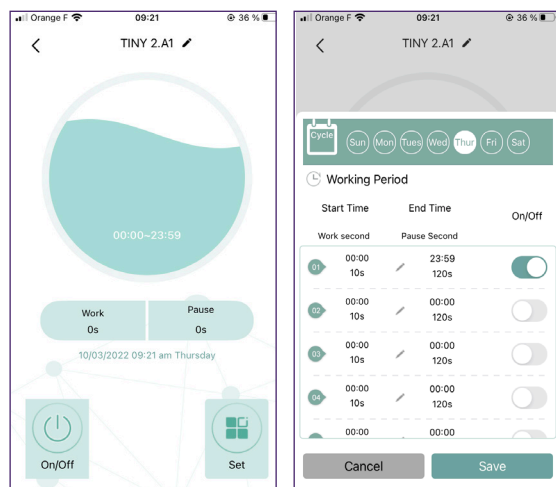 Orange F
09:21
36 %
TINY 2.A1
00:00~23:59
Work
Pause
0s
0s
10/03/2022 09:21 am Thursday
On/Off
Set
Orange F
09:21
36 %
TINY 2.A1
Cycle
Sun Mon Tues Wed Thur Fri Sat
Working Period
Start Time End Time On/Off
Work second Pause Second
01 00:00 23:59
10s 120s
02 00:00 00:00
10s 120s
03 00:00 00:00
10s 120s
04 00:00 00:00
10s 120s
00:00 00:00
Cancel Save